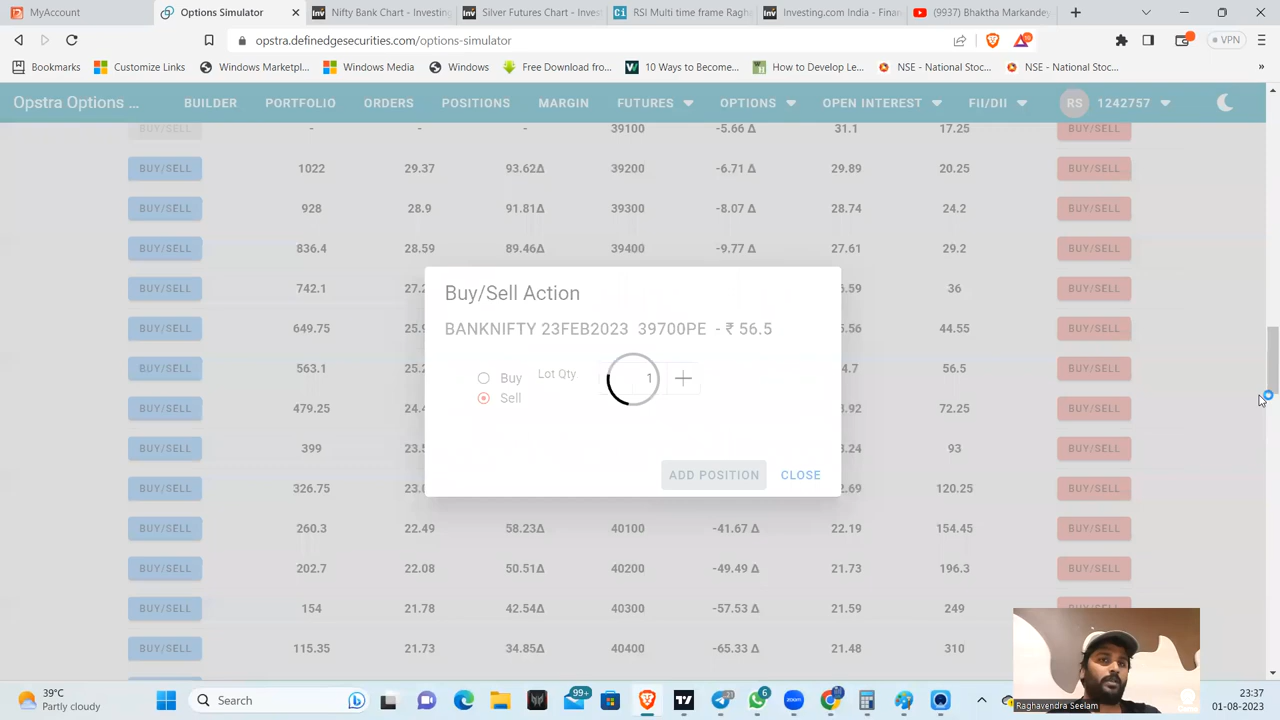 MyAccount
Options Simulator
Nifty Bank Chart - Investing
Silver Futures Chart - Invest
RSI Multi time frame Ragha
Investing.com India - Finan
(9937) Bhaktha Markandey
opstra.definedgesecurities.com/options-simulator
VPN
Bookmarks
Customize Links
Windows Marketpl...
Windows Media
Windows
Free Download fro...
10 Ways to Become...
How to Develop Le...
NSE - National Stoc...
NSE - National Stoc...
Opstra Options ...
BUILDER
PORTFOLIO
ORDERS
POSITIONS
MARGIN
FUTURES
OPTIONS
OPEN INTEREST
FII/DII
RS
1242757
BUY/SELL - - - 39100 -5.66 Δ 31.1 17.25 BUY/SELL
BUY/SELL 1022 29.37 93.62Δ 39200 -6.71 Δ 29.89 20.25 BUY/SELL
BUY/SELL 928 28.9 91.81Δ 39300 -8.07 Δ 28.74 24.2 BUY/SELL
BUY/SELL 836.4 28.59 89.46Δ 39400 -9.77 Δ 27.61 29.2 BUY/SELL
BUY/SELL 742.1 36 BUY/SELL
BUY/SELL 649.75 44.55 BUY/SELL
BUY/SELL 563.1 56.5 BUY/SELL
BUY/SELL 479.25 72.25 BUY/SELL
BUY/SELL 399 93 BUY/SELL
BUY/SELL 326.75 120.25 BUY/SELL
Buy/Sell Action
BANKNIFTY 23FEB2023 39700PE - ₹ 56.5
Buy
Lot Qty
1
Sell
ADD POSITION
CLOSE
BUY/SELL 260.3 22.49 58.23Δ 40100 -41.67 Δ 22.19 154.45 BUY/SELL
BUY/SELL 202.7 22.08 50.51Δ 40200 -49.49 Δ 21.73 196.3 BUY/SELL
BUY/SELL 154 21.78 42.54Δ 40300 -57.53 Δ 21.59 249 BUY/SELL
BUY/SELL 115.35 21.73 34.85Δ 40400 -65.33 Δ 21.48 310
Raghavendra Seelam
39°C
Partly cloudy
Search
99+
6
zoom
23:37
01-08-2023